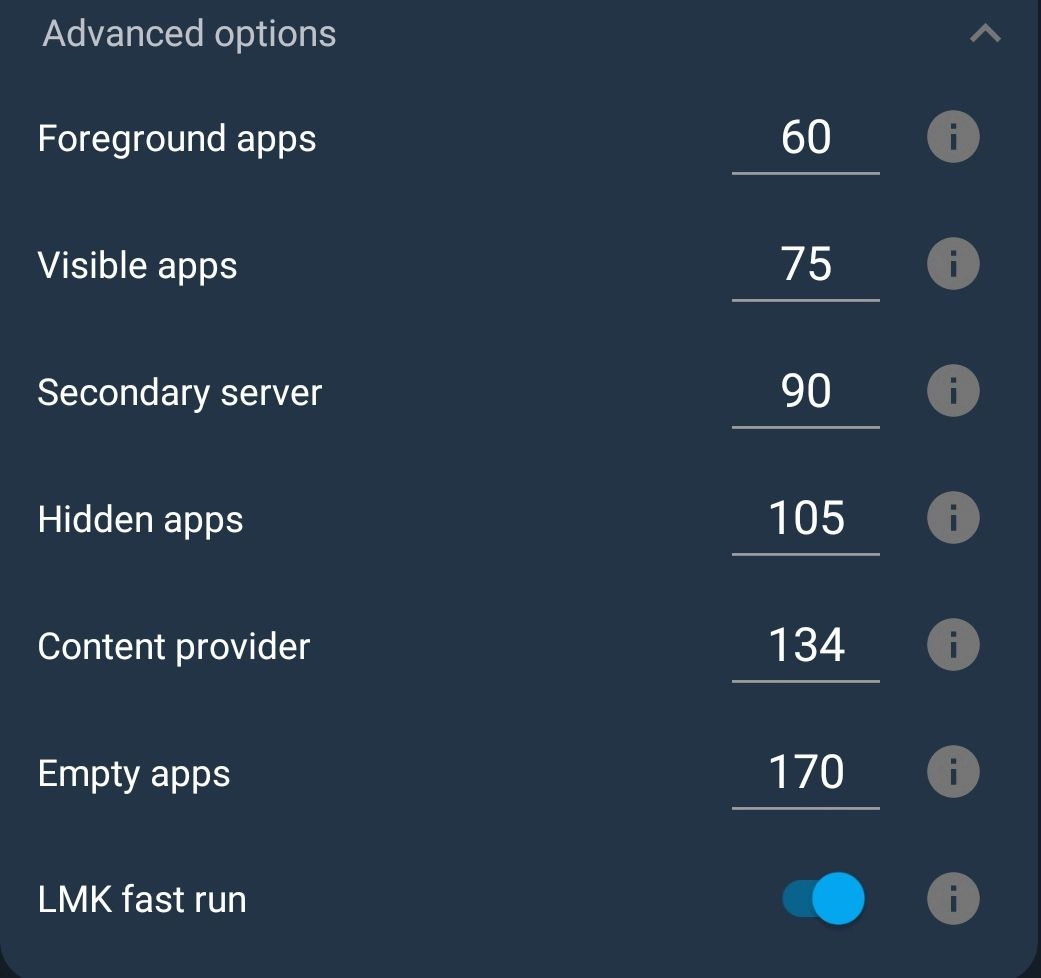 Advanced options
Foreground apps 60
Visible apps 75
Secondary server 90
Hidden apps 105
Content provider 134
Empty apps 170
LMK fast run